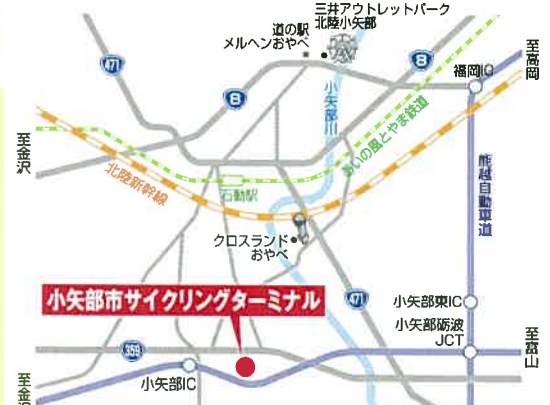 三井アウトレットパーク
北陸小矢部
道の駅
メルヘンおやべ
至高岡
471
8
8
福岡IC
小矢部川
あいの風とやま鉄道
至金沢
能越自動車道
北陸新幹線
石動駅
クロスランド
おやべ
小矢部市サイクリングターミナル
471
小矢部東IC
小矢部砺波
JCT
至富山
359
小矢部IC
至金沢